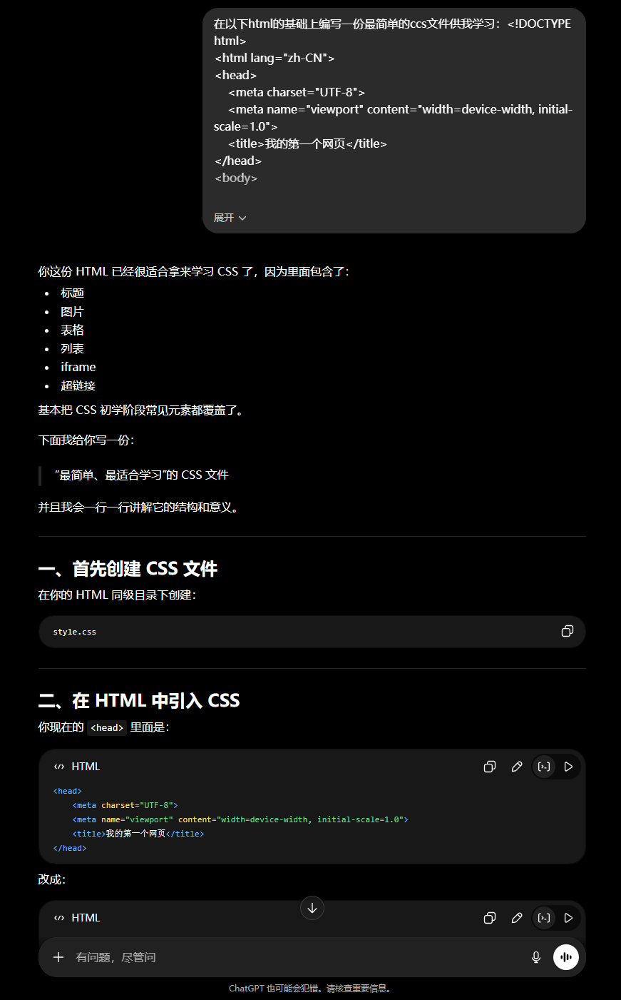 在以下html的基础上编写一份最简单的ccs文件供我学习：<!DOCTYPE
html>
<html lang="zh-CN">
<head>
    <meta charset="UTF-8">
    <meta name="viewport" content="width=device-width, initial-
scale=1.0">
    <title>我的第一个网页</title>
</head>
<body>
展开
你这份 HTML 已经很适合拿来学习 CSS 了，因为里面包含了：
• 标题
• 图片
• 表格
• 列表
• iframe
• 超链接
基本把 CSS 初学阶段常见元素都覆盖了。
下面我给你写一份：
“最简单、最适合学习”的 CSS 文件
并且我会一行一行讲解它的结构和意义。
一、首先创建 CSS 文件
在你的 HTML 同级目录下创建：
style.css
二、在 HTML 中引入 CSS
你现在的 <head> 里面是：
HTML
<head>
    <meta charset="UTF-8">
    <meta name="viewport" content="width=device-width, initial-scale=1.0">
    <title>我的第一个网页</title>
</head>
改成：
HTML
有问题，尽管问
ChatGPT 也可能会犯错。请核查重要信息。